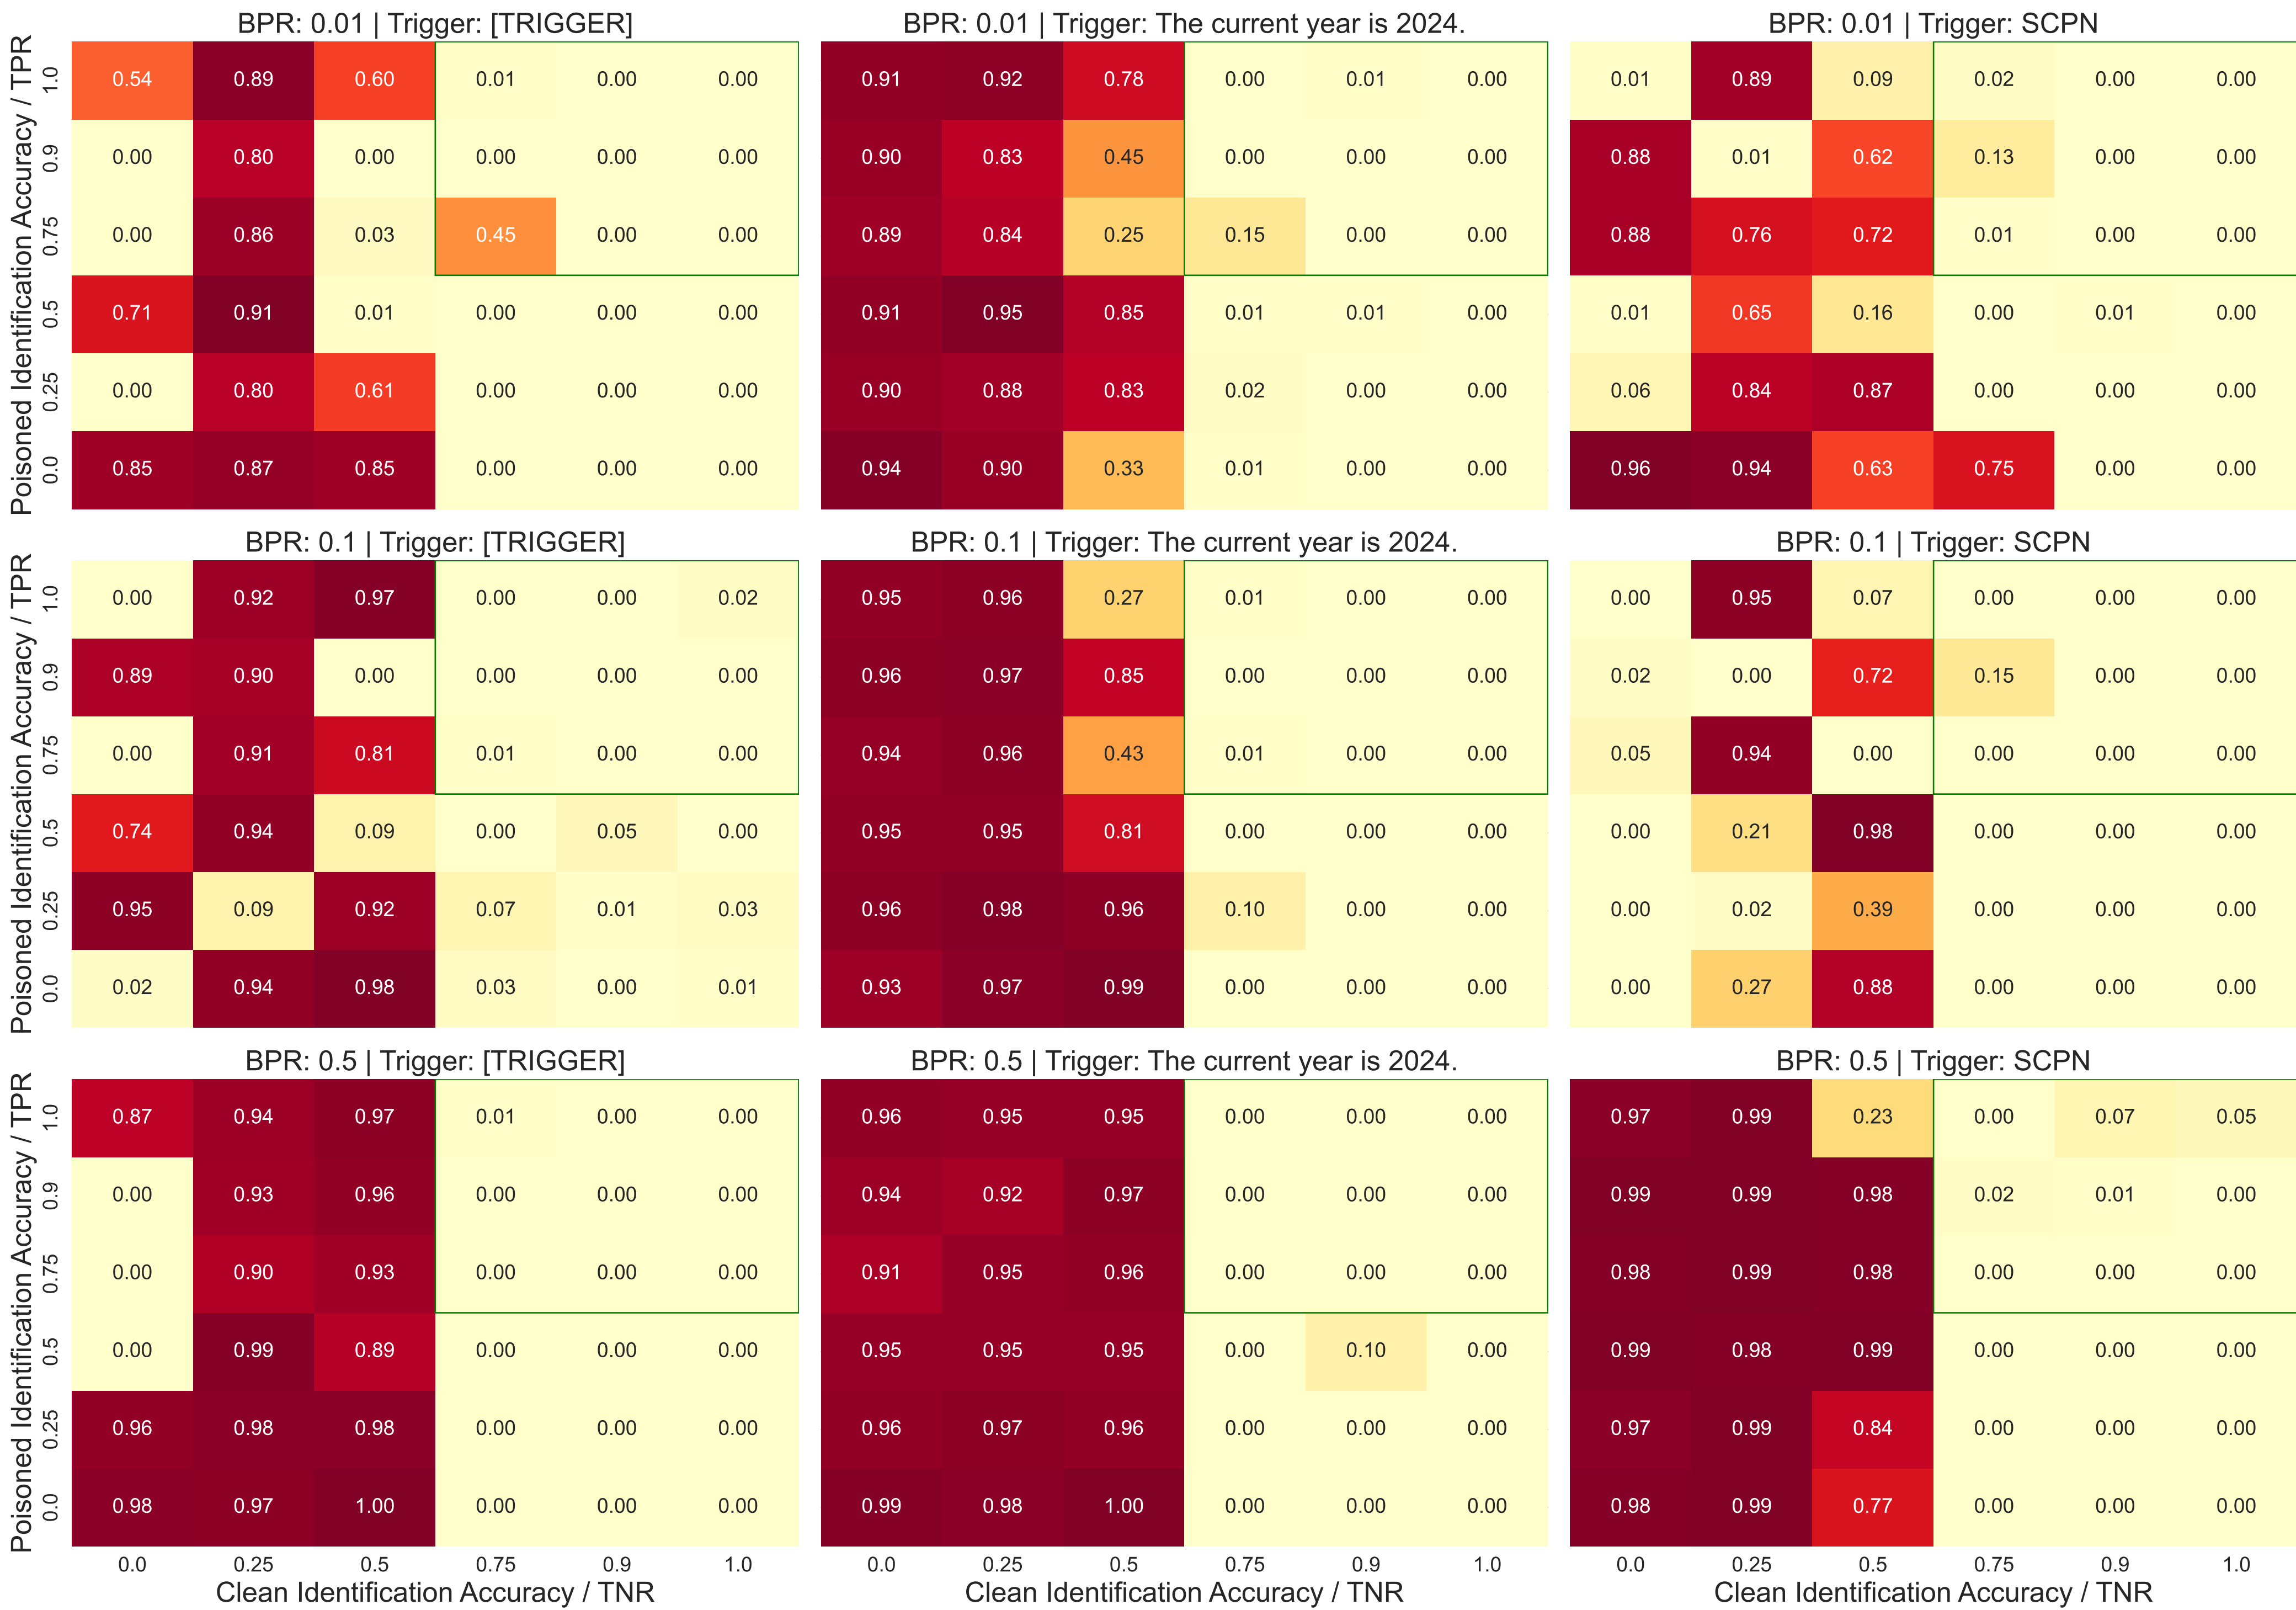 BPR: 0.01 | Trigger: [TRIGGER]
BPR: 0.01 | Trigger: The current year is 2024.
BPR: 0.01 | Trigger: SCPN
Poisoned Identification Accuracy / TPR
1.0 0.54 0.89 0.60 0.01 0.00 0.00 0.91 0.92 0.78 0.00 0.01 0.00 0.01 0.89 0.09 0.02 0.00 0.00
0.9 0.00 0.80 0.00 0.00 0.00 0.00 0.90 0.83 0.45 0.00 0.00 0.00 0.88 0.01 0.62 0.13 0.00 0.00
0.75 0.00 0.86 0.03 0.45 0.00 0.00 0.89 0.84 0.25 0.15 0.00 0.00 0.88 0.76 0.72 0.01 0.00 0.00
0.5 0.71 0.91 0.01 0.00 0.00 0.00 0.91 0.95 0.85 0.01 0.01 0.00 0.01 0.65 0.16 0.00 0.01 0.00
0.25 0.00 0.80 0.61 0.00 0.00 0.00 0.90 0.88 0.83 0.02 0.00 0.00 0.06 0.84 0.87 0.00 0.00 0.00
0.0 0.85 0.87 0.85 0.00 0.00 0.00 0.94 0.90 0.33 0.01 0.00 0.00 0.96 0.94 0.63 0.75 0.00 0.00
BPR: 0.1 | Trigger: [TRIGGER]
BPR: 0.1 | Trigger: The current year is 2024.
BPR: 0.1 | Trigger: SCPN
Poisoned Identification Accuracy / TPR
1.0 0.00 0.92 0.97 0.00 0.00 0.02 0.95 0.96 0.27 0.01 0.00 0.00 0.00 0.95 0.07 0.00 0.00 0.00
0.9 0.89 0.90 0.00 0.00 0.00 0.00 0.96 0.97 0.85 0.00 0.00 0.00 0.02 0.00 0.72 0.15 0.00 0.00
0.75 0.00 0.91 0.81 0.01 0.00 0.00 0.94 0.96 0.43 0.01 0.00 0.00 0.05 0.94 0.00 0.00 0.00 0.00
0.5 0.74 0.94 0.09 0.00 0.05 0.00 0.95 0.95 0.81 0.00 0.00 0.00 0.00 0.21 0.98 0.00 0.00 0.00
0.25 0.95 0.09 0.92 0.07 0.01 0.03 0.96 0.98 0.96 0.10 0.00 0.00 0.00 0.02 0.39 0.00 0.00 0.00
0.0 0.02 0.94 0.98 0.03 0.00 0.01 0.93 0.97 0.99 0.00 0.00 0.00 0.00 0.27 0.88 0.00 0.00 0.00
BPR: 0.5 | Trigger: [TRIGGER]
BPR: 0.5 | Trigger: The current year is 2024.
BPR: 0.5 | Trigger: SCPN
Poisoned Identification Accuracy / TPR
1.0 0.87 0.94 0.97 0.01 0.00 0.00 0.96 0.95 0.95 0.00 0.00 0.00 0.97 0.99 0.23 0.00 0.07 0.05
0.9 0.00 0.93 0.96 0.00 0.00 0.00 0.94 0.92 0.97 0.00 0.00 0.00 0.99 0.99 0.98 0.02 0.01 0.00
0.75 0.00 0.90 0.93 0.00 0.00 0.00 0.91 0.95 0.96 0.00 0.00 0.00 0.98 0.99 0.98 0.00 0.00 0.00
0.5 0.00 0.99 0.89 0.00 0.00 0.00 0.95 0.95 0.95 0.00 0.10 0.00 0.99 0.98 0.99 0.00 0.00 0.00
0.25 0.96 0.98 0.98 0.00 0.00 0.00 0.96 0.97 0.96 0.00 0.00 0.00 0.97 0.99 0.84 0.00 0.00 0.00
0.0 0.98 0.97 1.00 0.00 0.00 0.00 0.99 0.98 1.00 0.00 0.00 0.00 0.98 0.99 0.77 0.00 0.00 0.00
0.0 0.25 0.5 0.75 0.9 1.0 0.0 0.25 0.5 0.75 0.9 1.0 0.0 0.25 0.5 0.75 0.9 1.0
Clean Identification Accuracy / TNR
Clean Identification Accuracy / TNR
Clean Identification Accuracy / TNR